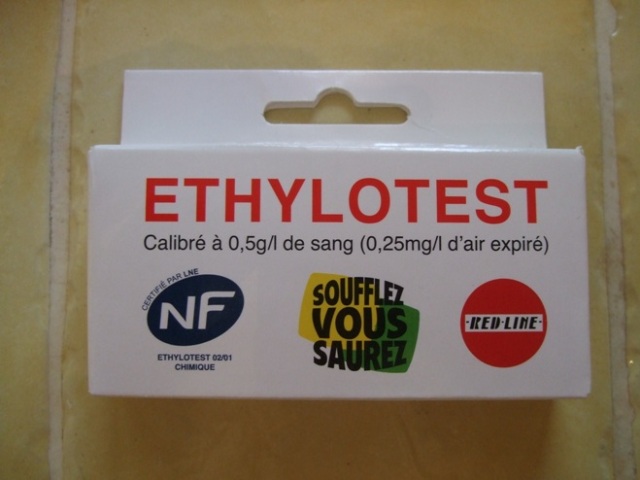 ETHYLOTEST
Calibré à 0,5g/l de sang (0,25mg/l d'air expiré)
CERTIFIÉ PAR LNE
NF
ETHYLOTEST 02/01
CHIMIQUE
SOUFFLEZ
VOUS
SAUREZ
·RED·LINE·